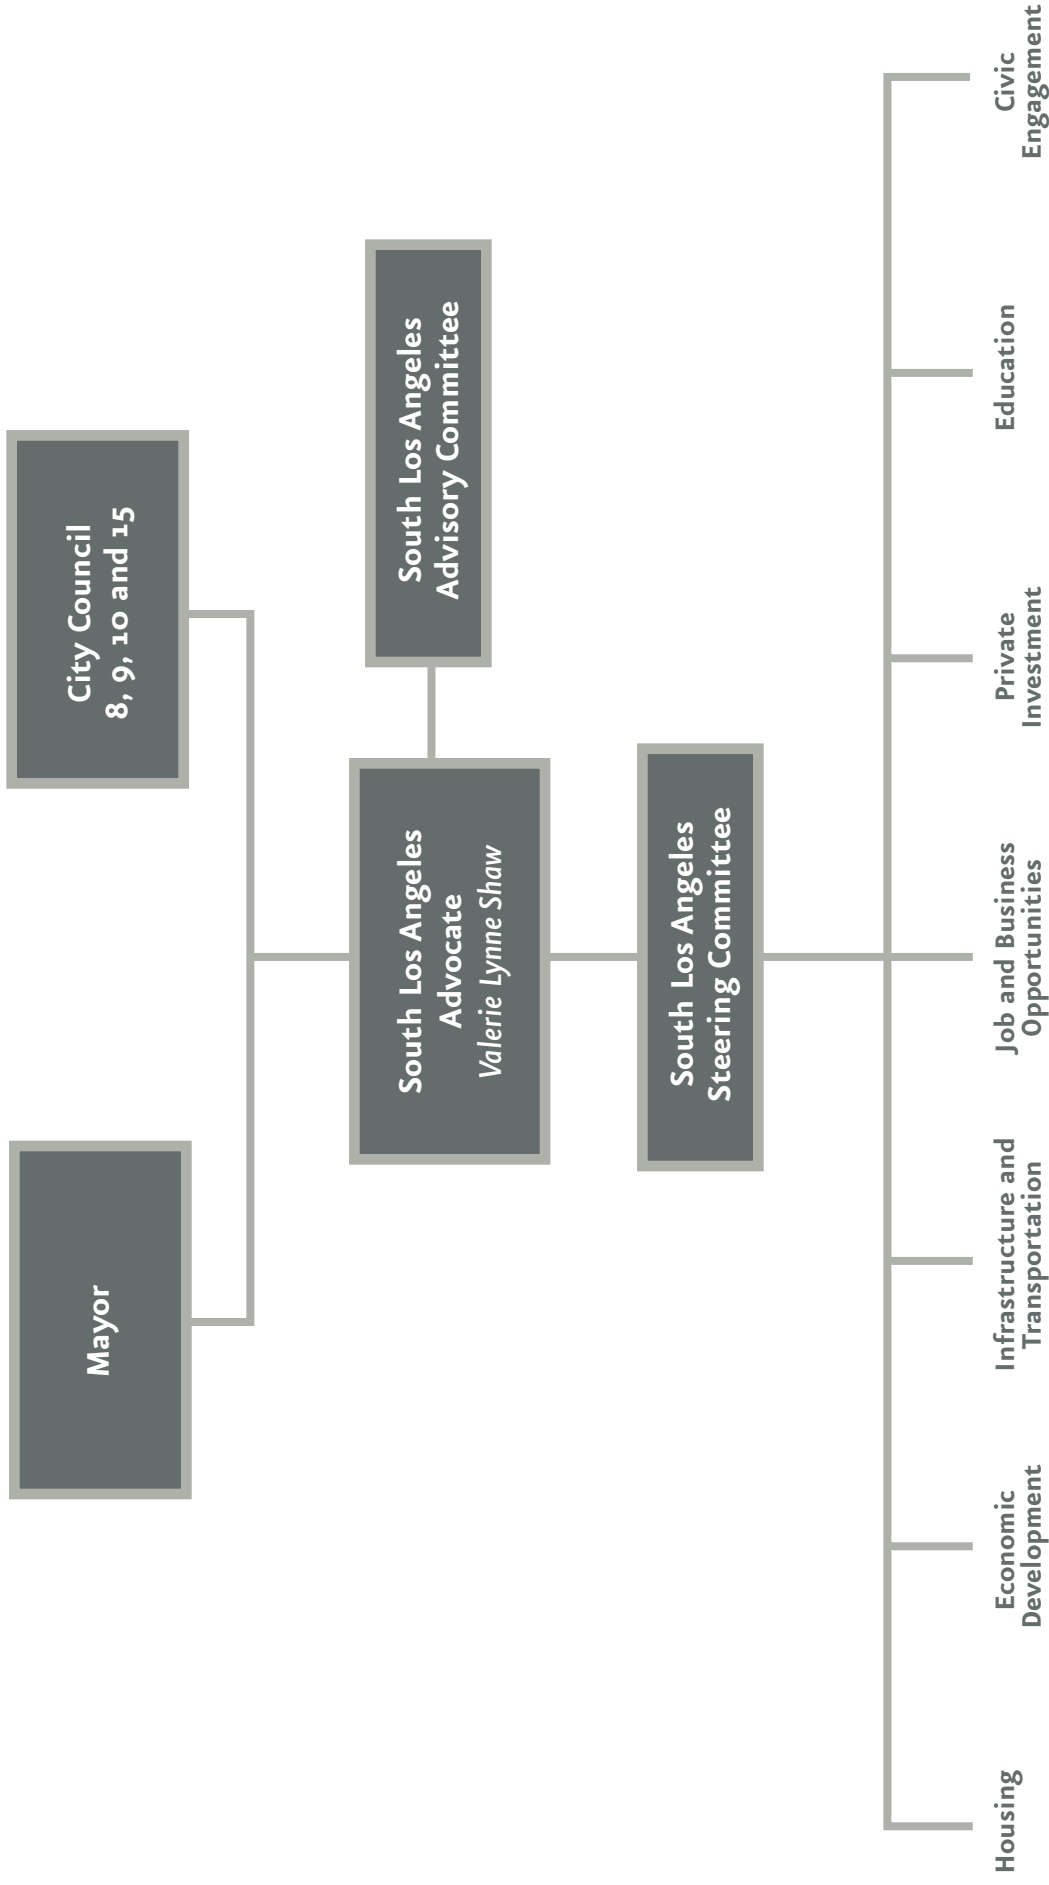 Mayor
City Council
8, 9, 10 and 15
South Los Angeles
Advocate
Valerie Lynne Shaw
South Los Angeles
Advisory Committee
South Los Angeles
Steering Committee
Housing
Economic
Development
Infrastructure and
Transportation
Job and Business
Opportunities
Private
Investment
Education
Civic
Engagement